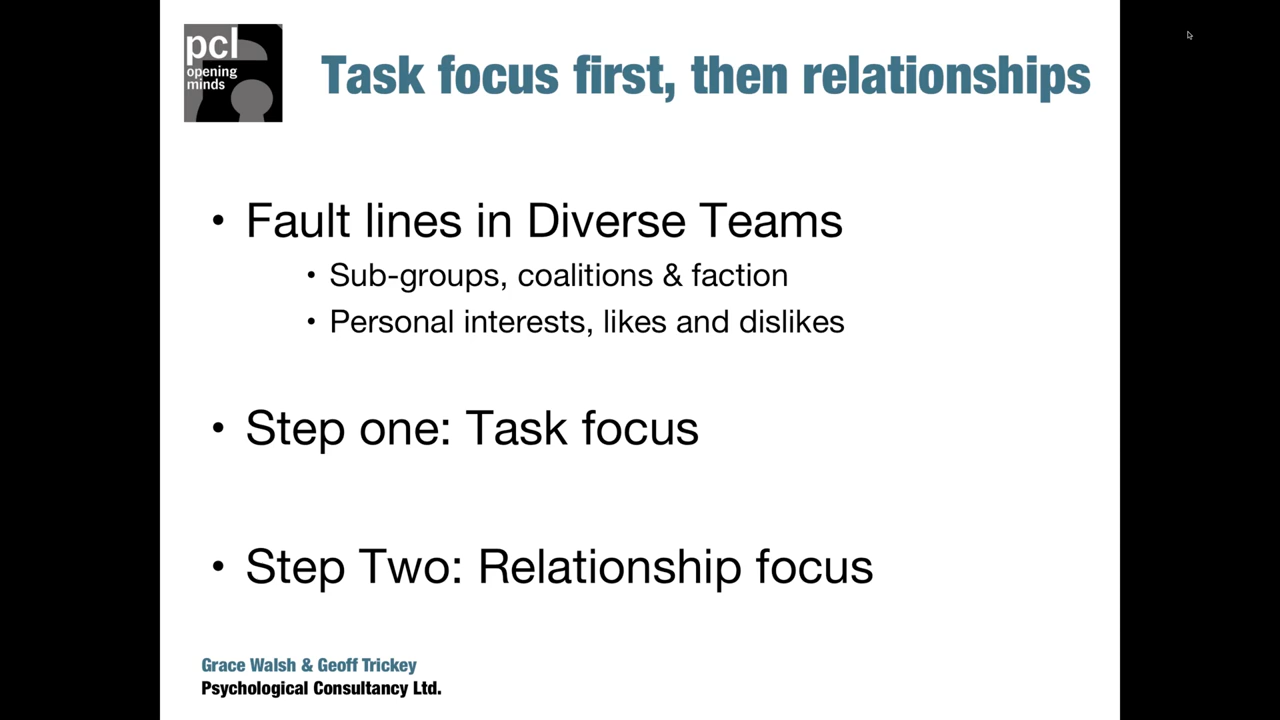 pcl
opening
minds
Task focus first, then relationships
• Fault lines in Diverse Teams
• Sub-groups, coalitions & faction
• Personal interests, likes and dislikes
• Step one: Task focus
• Step Two: Relationship focus
Grace Walsh & Geoff Trickey
Psychological Consultancy Ltd.